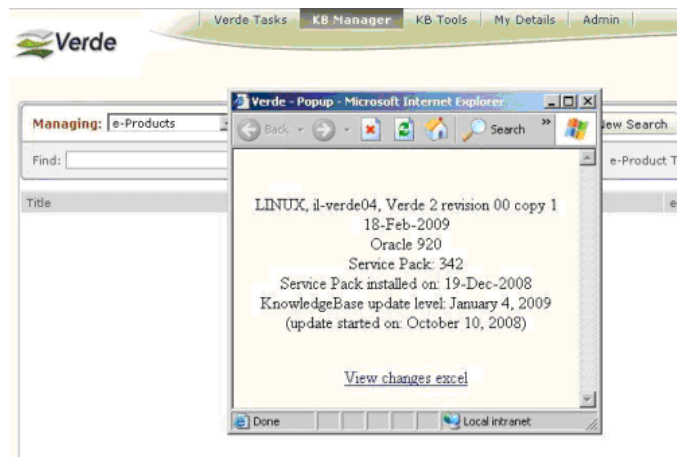 Verde Tasks KB Manager KB Tools My Details Admin
Verde
Verde - Popup - Microsoft Internet Explorer
Back Search »
Managing: e-Products
New Search
Find:
e-Product T
Title
e
LINUX, il-verde04, Verde 2 revision 00 copy 1
18-Feb-2009
Oracle 920
Service Pack: 342
Service Pack installed on: 19-Dec-2008
KnowledgeBase update level: January 4, 2009
(update started on: October 10, 2008)
View changes excel
Done Local intranet